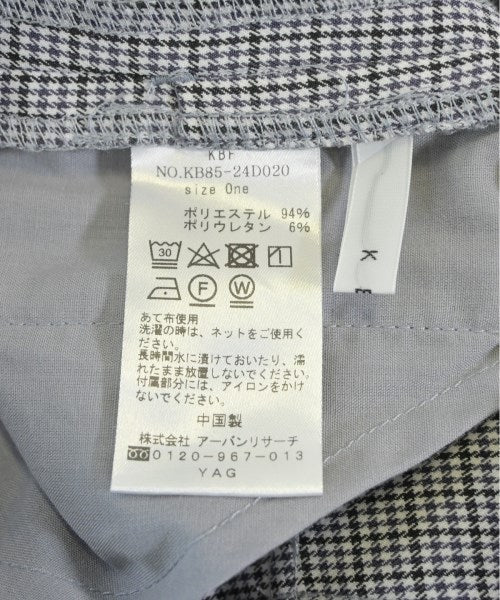 KBF
NO.KB85-24D020
size One
ポリエステル 94%
ポリウレタン 6%
30
F W
あて布使用
洗濯の時は、ネットをご使用く
ださい。
長時間水に漬けておいたり、濡
れたまま放置しないでください。
付属部分には、アイロンをかけ
ないでください。
中国製
株式会社 アーバンリサーチ
0120-967-013
YAG
K